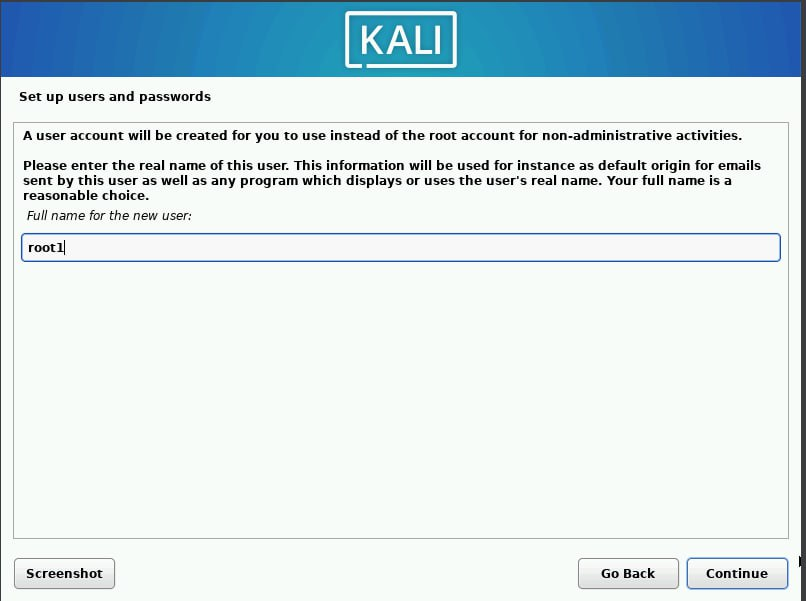 KALI
Set up users and passwords
A user account will be created for you to use instead of the root account for non-administrative activities.
Please enter the real name of this user. This information will be used for instance as default origin for emails
sent by this user as well as any program which displays or uses the user's real name. Your full name is a
reasonable choice.
Full name for the new user:
root1
Screenshot
Go Back
Continue